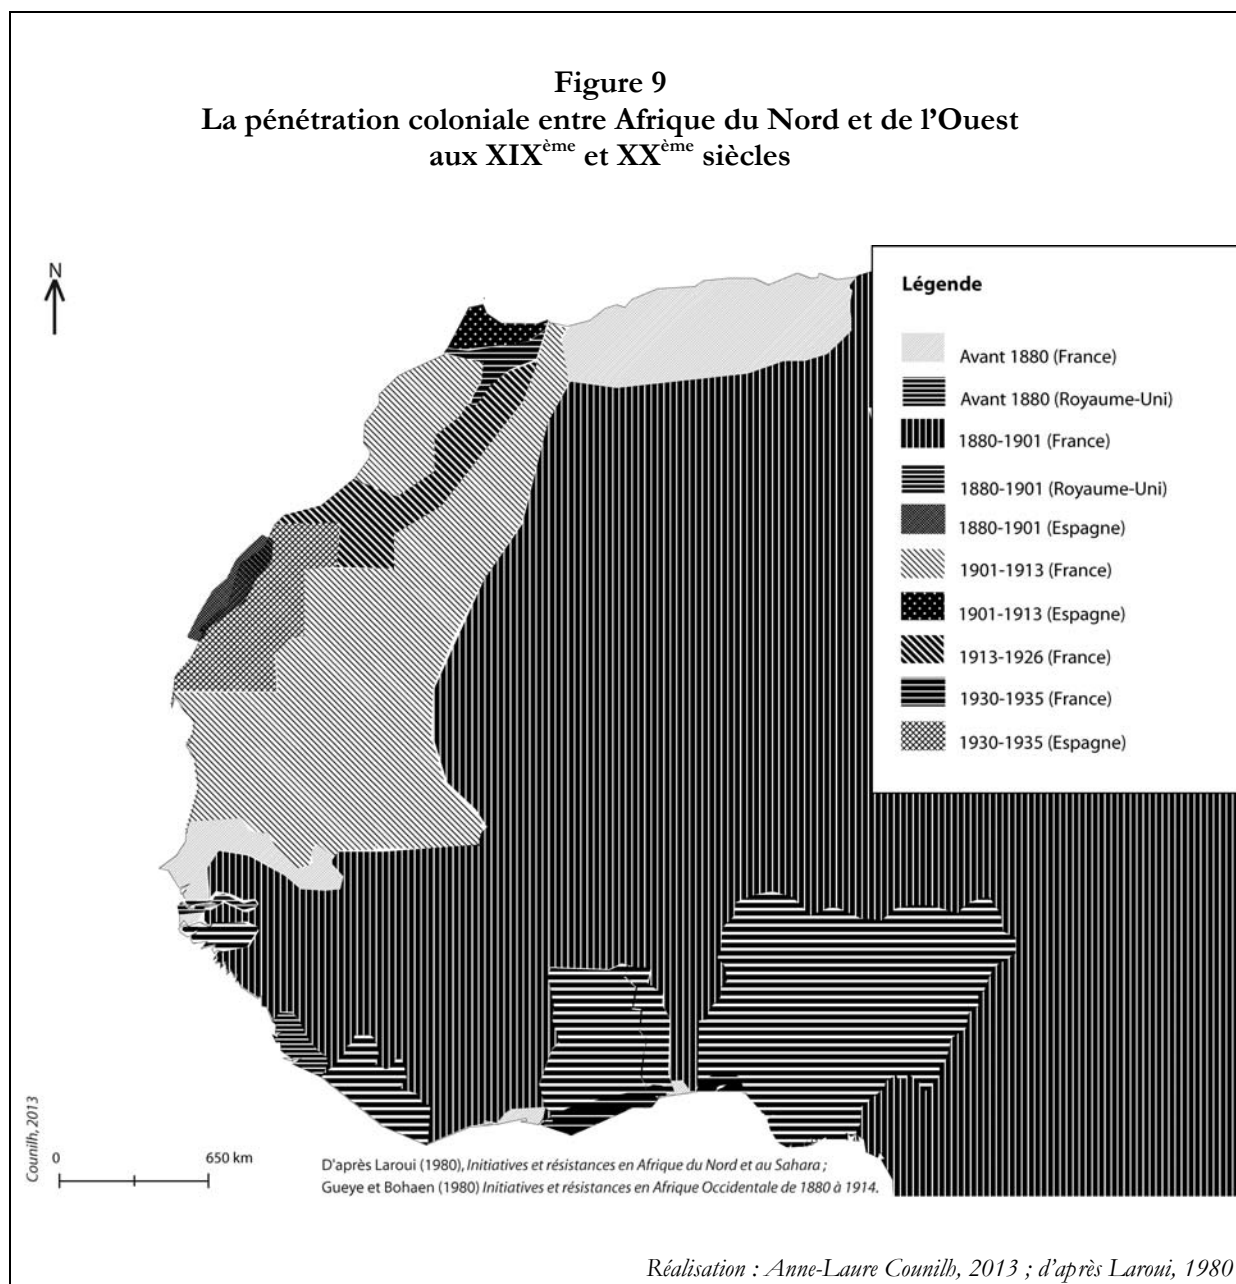 Figure 9
La pénétration coloniale entre Afrique du Nord et de l'Ouest
aux XIXème et XXème siècles
N
Légende
Avant 1880 (France)
Avant 1880 (Royaume-Uni)
1880-1901 (France)
1880-1901 (Royaume-Uni)
1880-1901 (Espagne)
1901-1913 (France)
1901-1913 (Espagne)
1913-1926 (France)
1930-1935 (France)
1930-1935 (Espagne)
Counilh, 2013
0 650 km
D'après Laroui (1980), Initiatives et résistances en Afrique du Nord et au Sahara ;
Gueye et Bohaen (1980) Initiatives et résistances en Afrique Occidentale de 1880 à 1914.
Réalisation : Anne-Laure Counilh, 2013 ; d'après Laroui, 1980